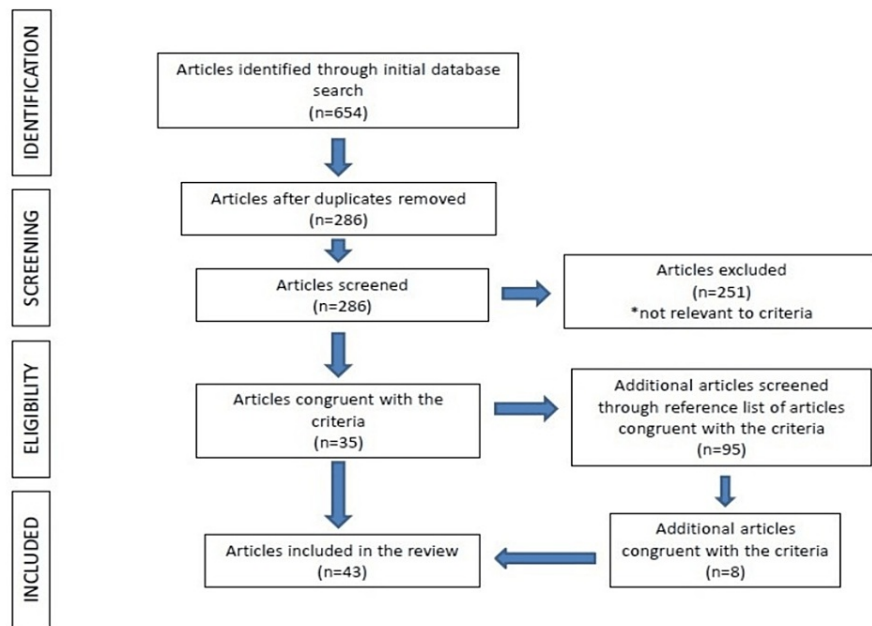 IDENTIFICATION
Articles identified through initial database
search
(n=654)
SCREENING
Articles after duplicates removed
(n=286)
Articles screened
(n=286)
Articles excluded
(n=251)
*not relevant to criteria
ELIGIBILITY
Articles congruent with the
criteria
(n=35)
Additional articles screened
through reference list of articles
congruent with the criteria
(n=95)
INCLUDED
Articles included in the review
(n=43)
Additional articles
congruent with the criteria
(n=8)